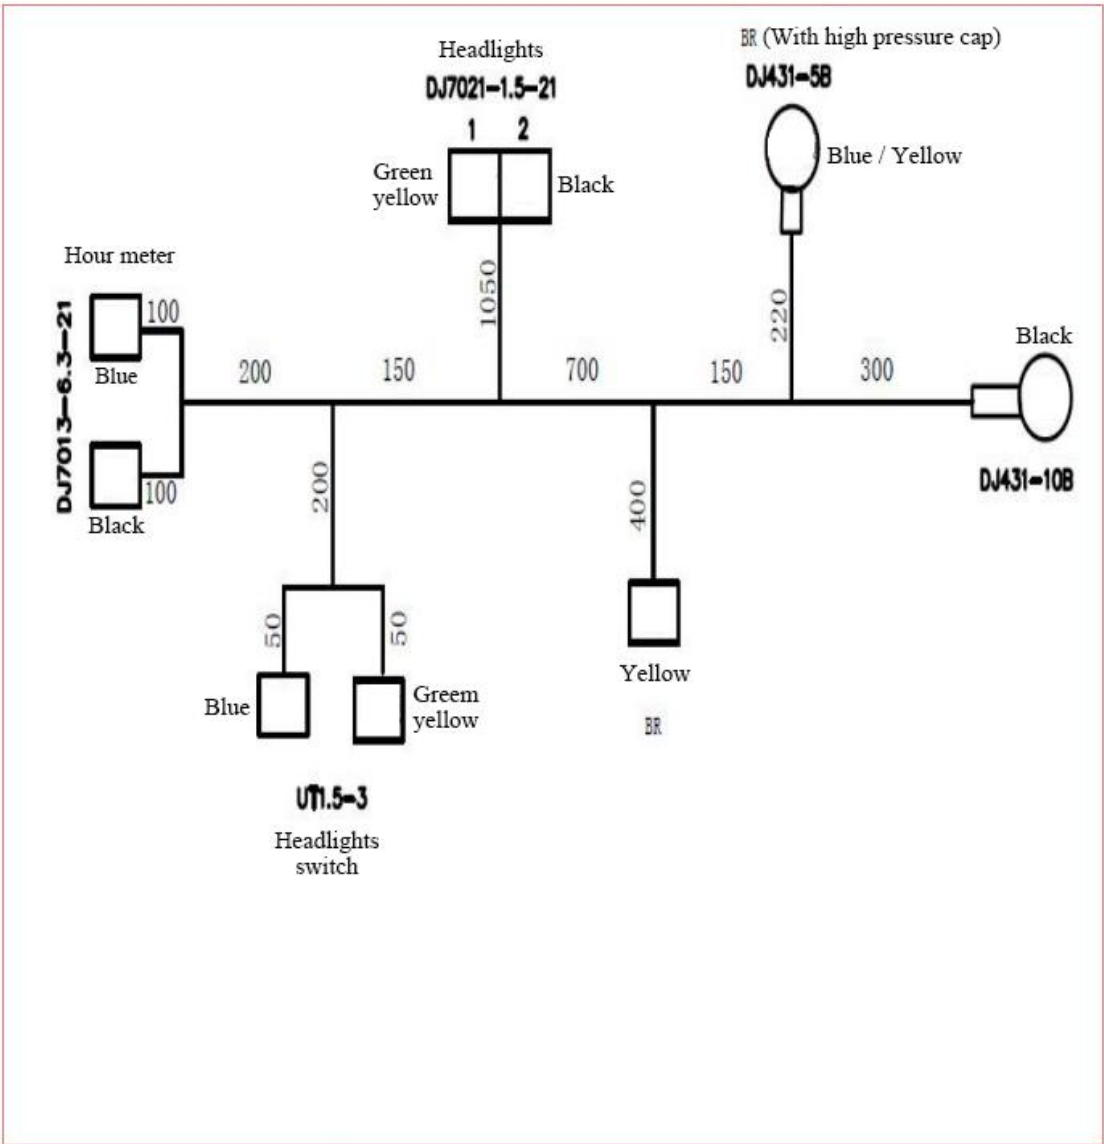 Headlights
DJ7021-1.5-21
1 2
Green
yellow
Black
BR (With high pressure cap)
DJ431-5B
Blue / Yellow
Hour meter
DJ7013-6.3-21
100
Blue
100
Black
200
150
1050
700
150
220
300
Black
DJ431-10B
200
50
50
Blue
Greem
yellow
UT1.5-3
Headlights
switch
400
Yellow
BR